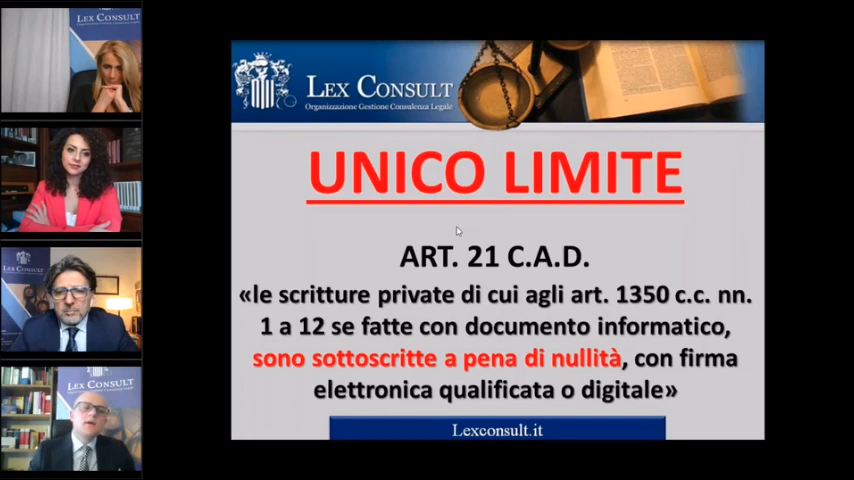 LEX CONSULT
LEX CONSULT
LEX CONSULT
LEX CONSULT
Organizzazione Gestione Consulenza Legale
UNICO LIMITE
ART. 21 C.A.D.
«le scritture private di cui agli art. 1350 c.c. nn.
1 a 12 se fatte con documento informatico,
sono sottoscritte a pena di nullità, con firma
elettronica qualificata o digitale»
Lexconsult.it